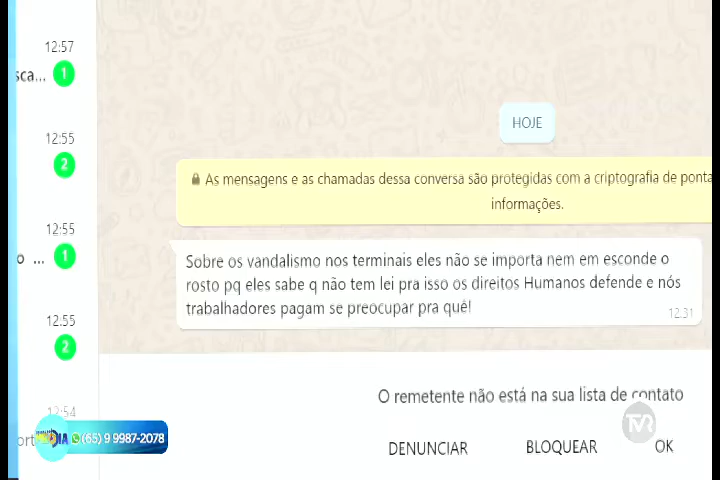 12:57
sca... 1
12:55
2
12:55
o ... 1
12:55
2
12:54
ort
HOJE
As mensagens e as chamadas dessa conversa são protegidas com a criptografia de ponta
informações.
Sobre os vandalismo nos terminais eles não se importa nem em esconde o
rosto pq eles sabe q não tem lei pra isso os direitos Humanos defende e nós
trabalhadores pagam se preocupar pra quê!
12:31
O remetente não está na sua lista de contato
DENUNCIAR BLOQUEAR OK
(65) 9 9987-2078
TVR